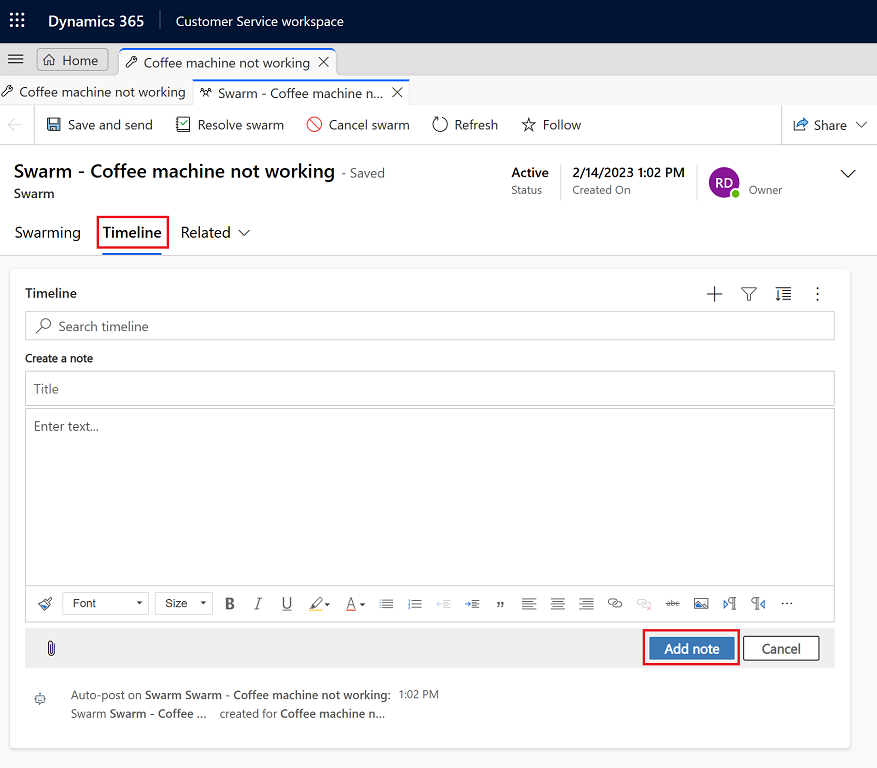 Dynamics 365 Customer Service workspace
Home Coffee machine not working
Coffee machine not working Swarm - Coffee machine n...
Save and send Resolve swarm Cancel swarm Refresh Follow Share
Swarm - Coffee machine not working - Saved
Swarm
Active
Status
2/14/2023 1:02 PM
Created On
RD
Owner
Swarming Timeline Related
Timeline
Search timeline
Create a note
Title
Enter text...
Font Size B I U A abc
Add note Cancel
Auto-post on Swarm Swarm - Coffee machine not working: 1:02 PM
Swarm Swarm - Coffee ... created for Coffee machine n...